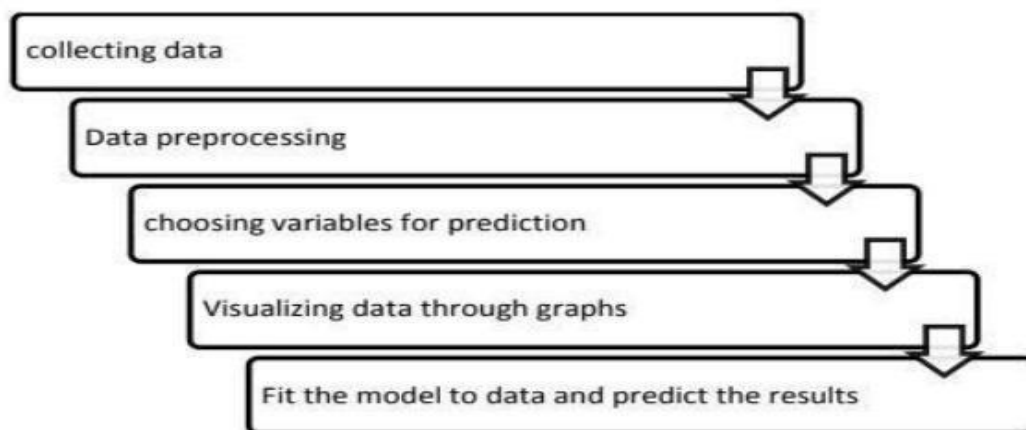 collecting data
Data preprocessing
choosing variables for prediction
Visualizing data through graphs
Fit the model to data and predict the results